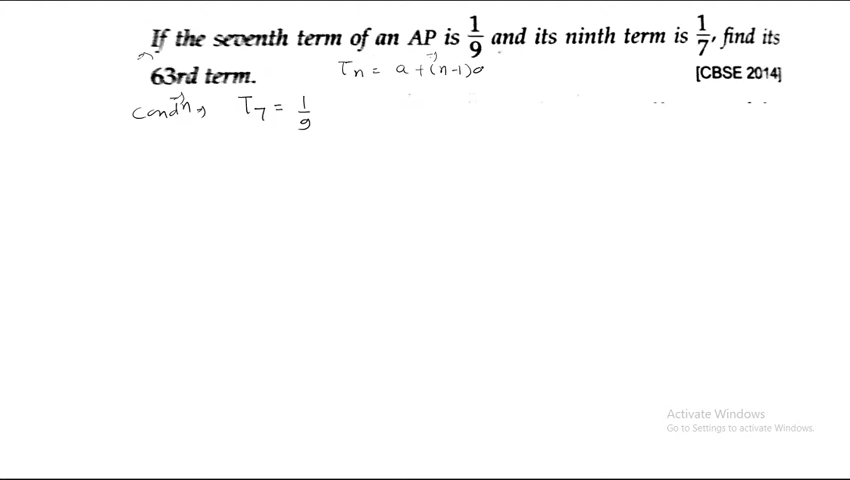 If the seventh term of an AP is 1/9 and its ninth term is 1/7, find its
63rd term. Tn = a + (n-1)d [CBSE 2014]
Condn, T7 = 1/9
Activate Windows
Go to Settings to activate Windows.